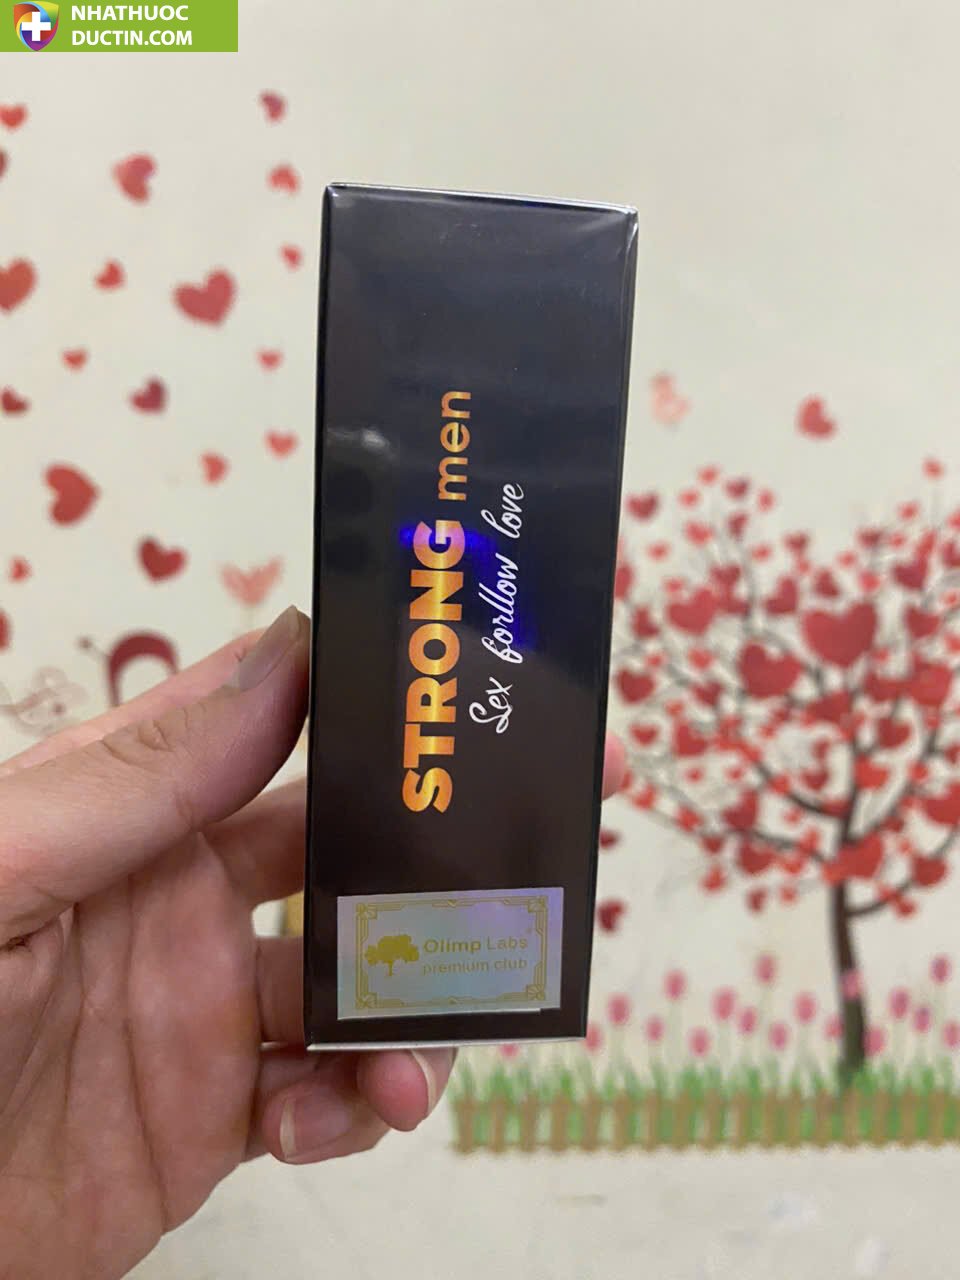 NHATHUOC
DUCTIN.COM
STRONG men
Sex forllow love
Olimp Labs
premium club